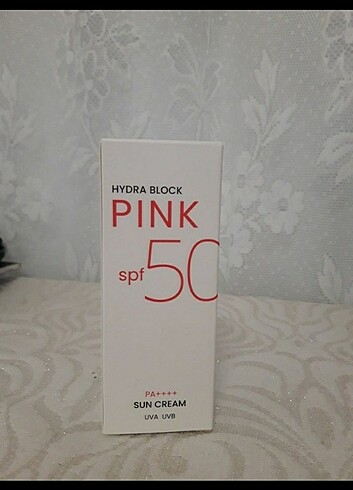 HYDRA BLOCK
PINK
spf 50
PA++++
SUN CREAM
UVA UVB